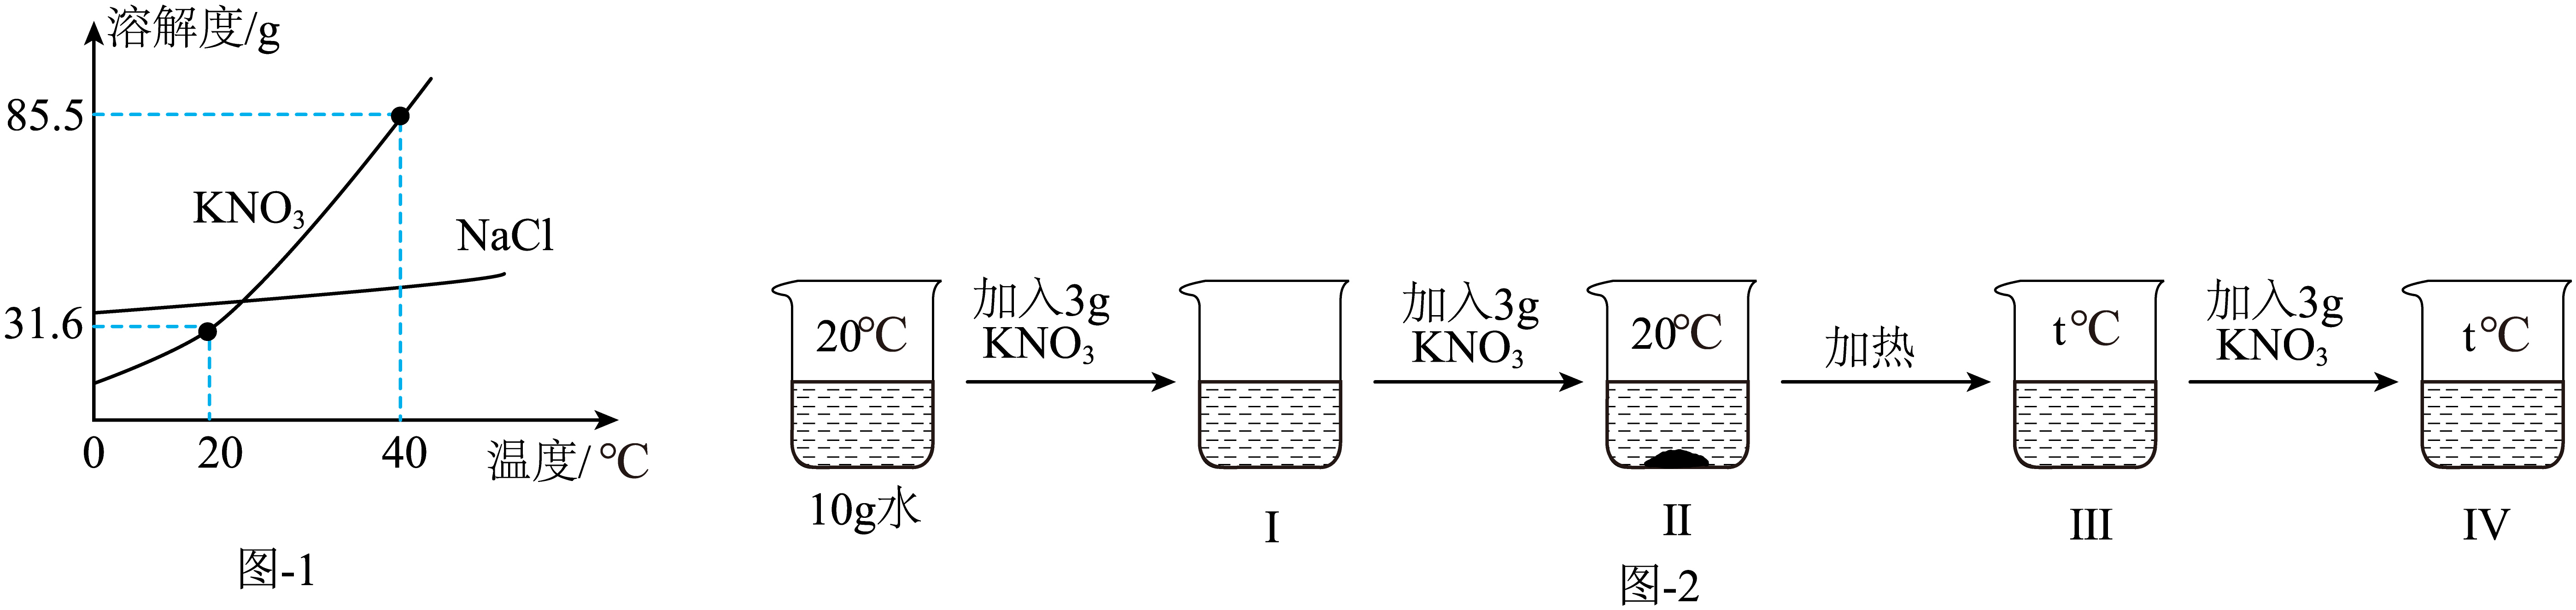 溶解度/g
85.5
KNO₃
NaCl
31.6
0
20
40
温度/℃
图-1
20℃
10g水
加入3g
KNO₃
I
加入3g
KNO₃
20℃
II
加热
t℃
III
加入3g
KNO₃
t℃
IV
图-2